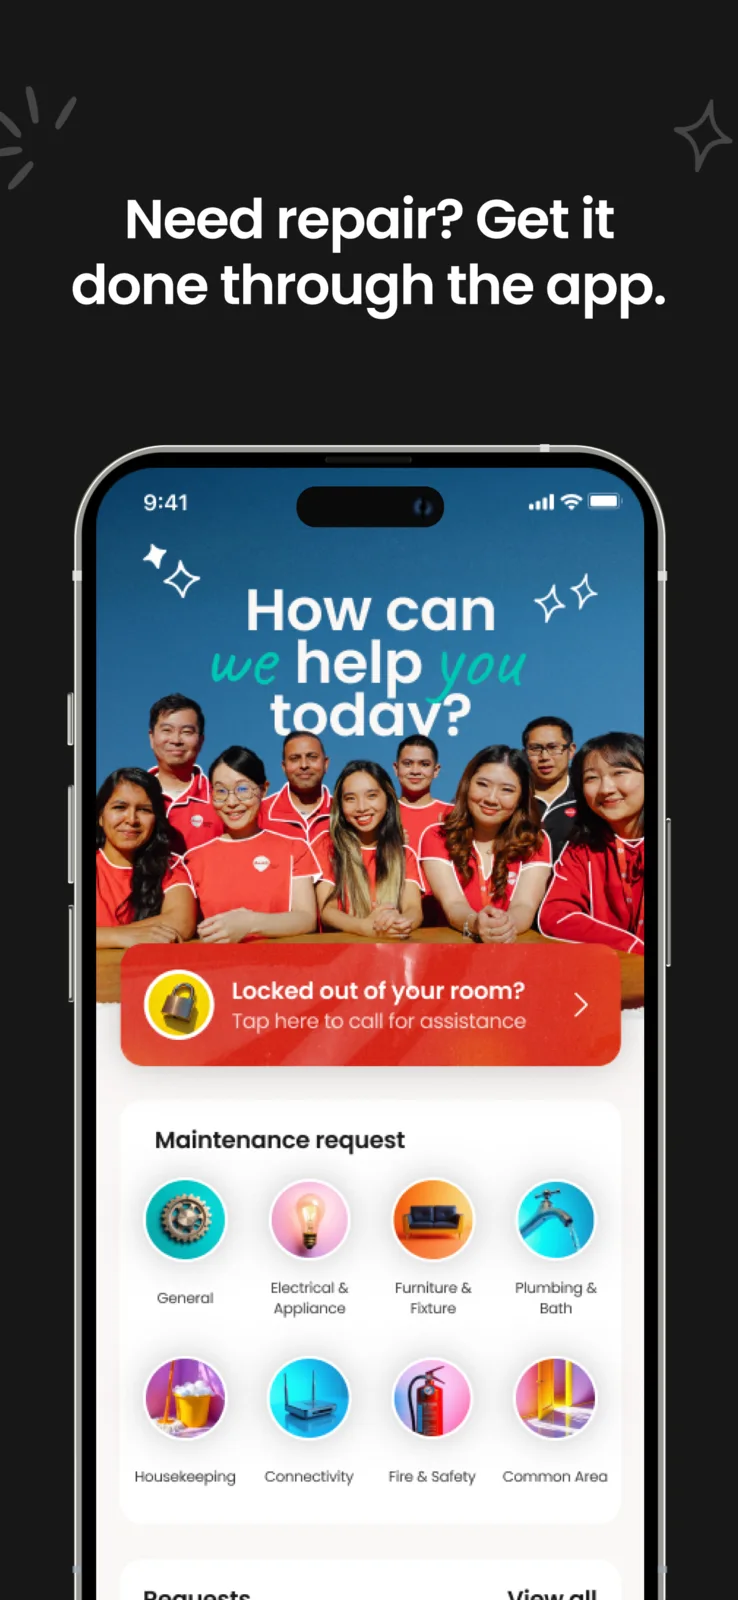 Need repair? Get it
done through the app.
9:41
How can
we help you
today?
Locked out of your room?
Tap here to call for assistance
Maintenance request
General
Electrical &
Appliance
Furniture &
Fixture
Plumbing &
Bath
Housekeeping
Connectivity
Fire & Safety
Common Area
Requests
View all